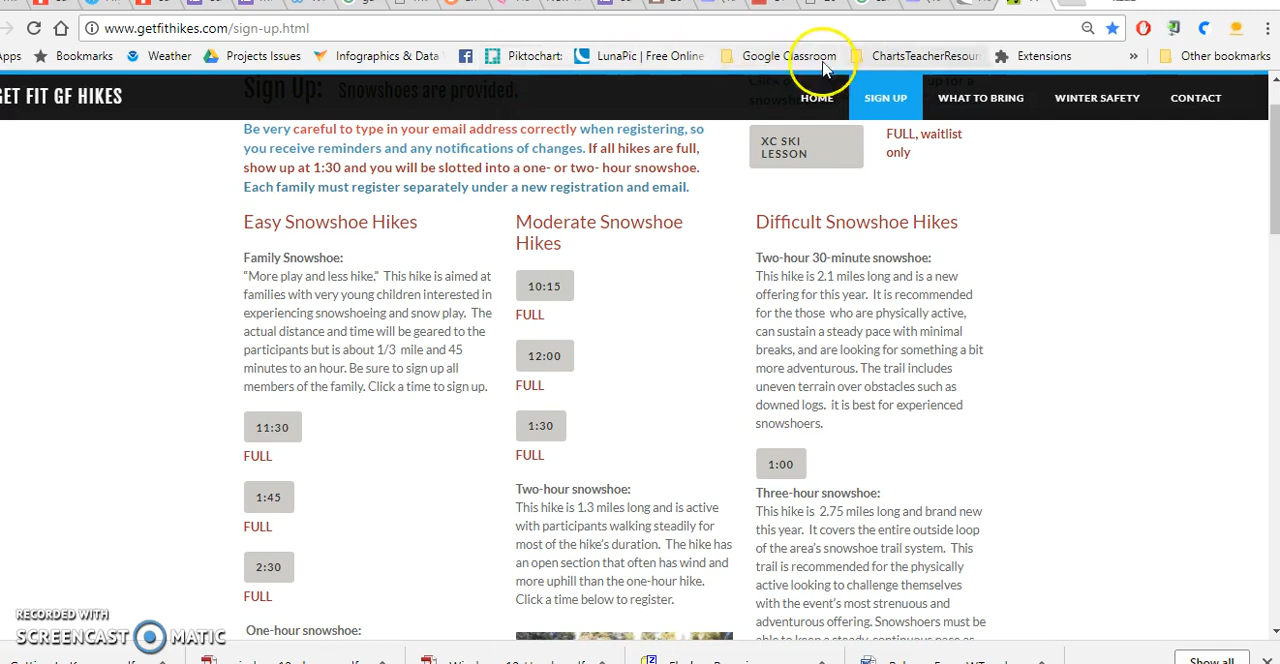 www.getfithikes.com/sign-up.html
Apps Bookmarks Weather Projects Issues Infographics & Data Piktochart: LunaPic | Free Online Google Classroom ChartsTeacherResour Extensions » Other bookmarks
GET FIT GF HIKES
HOME SIGN UP WHAT TO BRING WINTER SAFETY CONTACT
Sign Up: Snowshoes are provided.
Be very careful to type in your email address correctly when registering, so
you receive reminders and any notifications of changes. If all hikes are full,
show up at 1:30 and you will be slotted into a one- or two- hour snowshoe.
Each family must register separately under a new registration and email.
XC SKI
LESSON
FULL, waitlist
only
Easy Snowshoe Hikes
Family Snowshoe:
"More play and less hike." This hike is aimed at
families with very young children interested in
experiencing snowshoeing and snow play. The
actual distance and time will be geared to the
participants but is about 1/3 mile and 45
minutes to an hour. Be sure to sign up all
members of the family. Click a time to sign up.
11:30
FULL
1:45
FULL
2:30
FULL
One-hour snowshoe:
Moderate Snowshoe
Hikes
10:15
FULL
12:00
FULL
1:30
FULL
Two-hour snowshoe:
This hike is 1.3 miles long and is active
with participants walking steadily for
most of the hike's duration. The hike has
an open section that often has wind and
more uphill than the one-hour hike.
Click a time below to register.
Difficult Snowshoe Hikes
Two-hour 30-minute snowshoe:
This hike is 2.1 miles long and is a new
offering for this year. It is recommended
for the those who are physically active,
can sustain a steady pace with minimal
breaks, and are looking for something a bit
more adventurous. The trail includes
uneven terrain over obstacles such as
downed logs. it is best for experienced
snowshoers.
1:00
Three-hour snowshoe:
This hike is 2.75 miles long and brand new
this year. It covers the entire outside loop
of the area's snowshoe trail system. This
trail is recommended for the physically
active looking to challenge themselves
with the event's most strenuous and
adventurous offering. Snowshoers must be
able to keep a steady, continuous pace as
RECORDED WITH
SCREENCAST MATIC
Show all